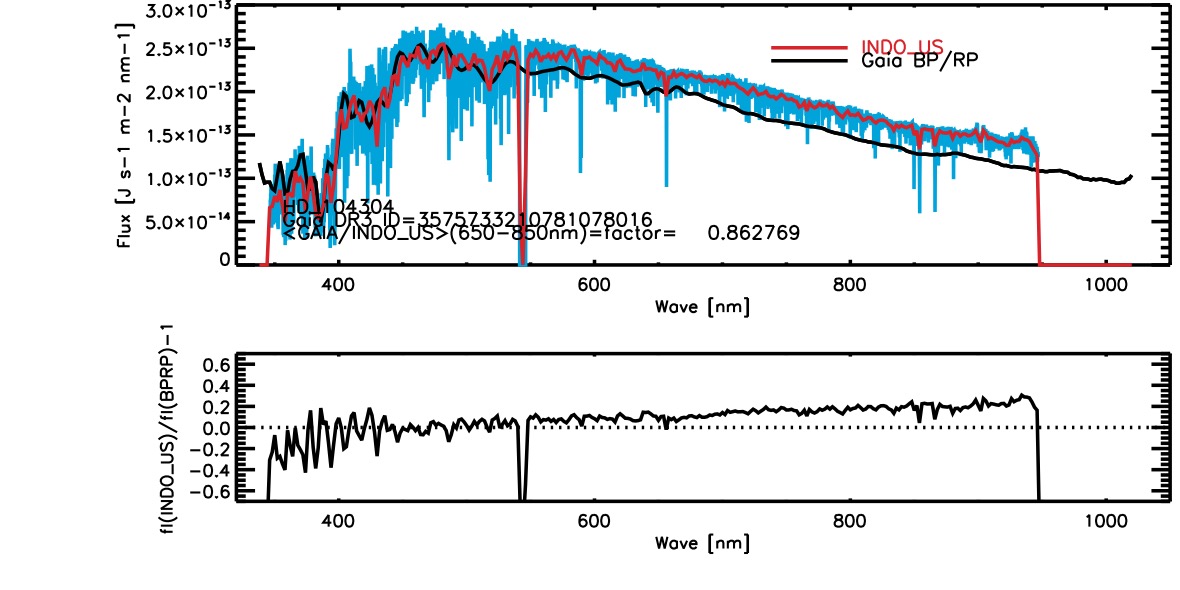 3.0×10⁻¹³
2.5×10⁻¹³
2.0×10⁻¹³
1.5×10⁻¹³
1.0×10⁻¹³
5.0×10⁻¹⁴
0
Flux [J s−1 m−2 nm−1]
INDO_US
Gaia BP/RP
HD_104304
Gaia DR3 ID=3575733210781078016
<GAIA/INDO_US>(650−850nm)=factor= 0.862769
400 600 800 1000
Wave [nm]
fl(INDO_US)/fl(BPRP)−1
0.6
0.4
0.2
0.0
−0.2
−0.4
−0.6
400 600 800 1000
Wave [nm]